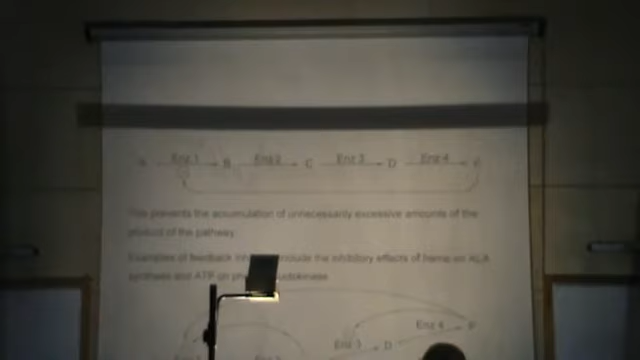 A Enz 1 B Enz 2 C Enz 3 D Enz 4
This prevents the accumulation of unnecessarily excessive amounts of the
product of the pathway.
Examples of feedback include the inhibitory effects of heme on ALA
synthase and ATP on
Enz 4
Enz 3 D